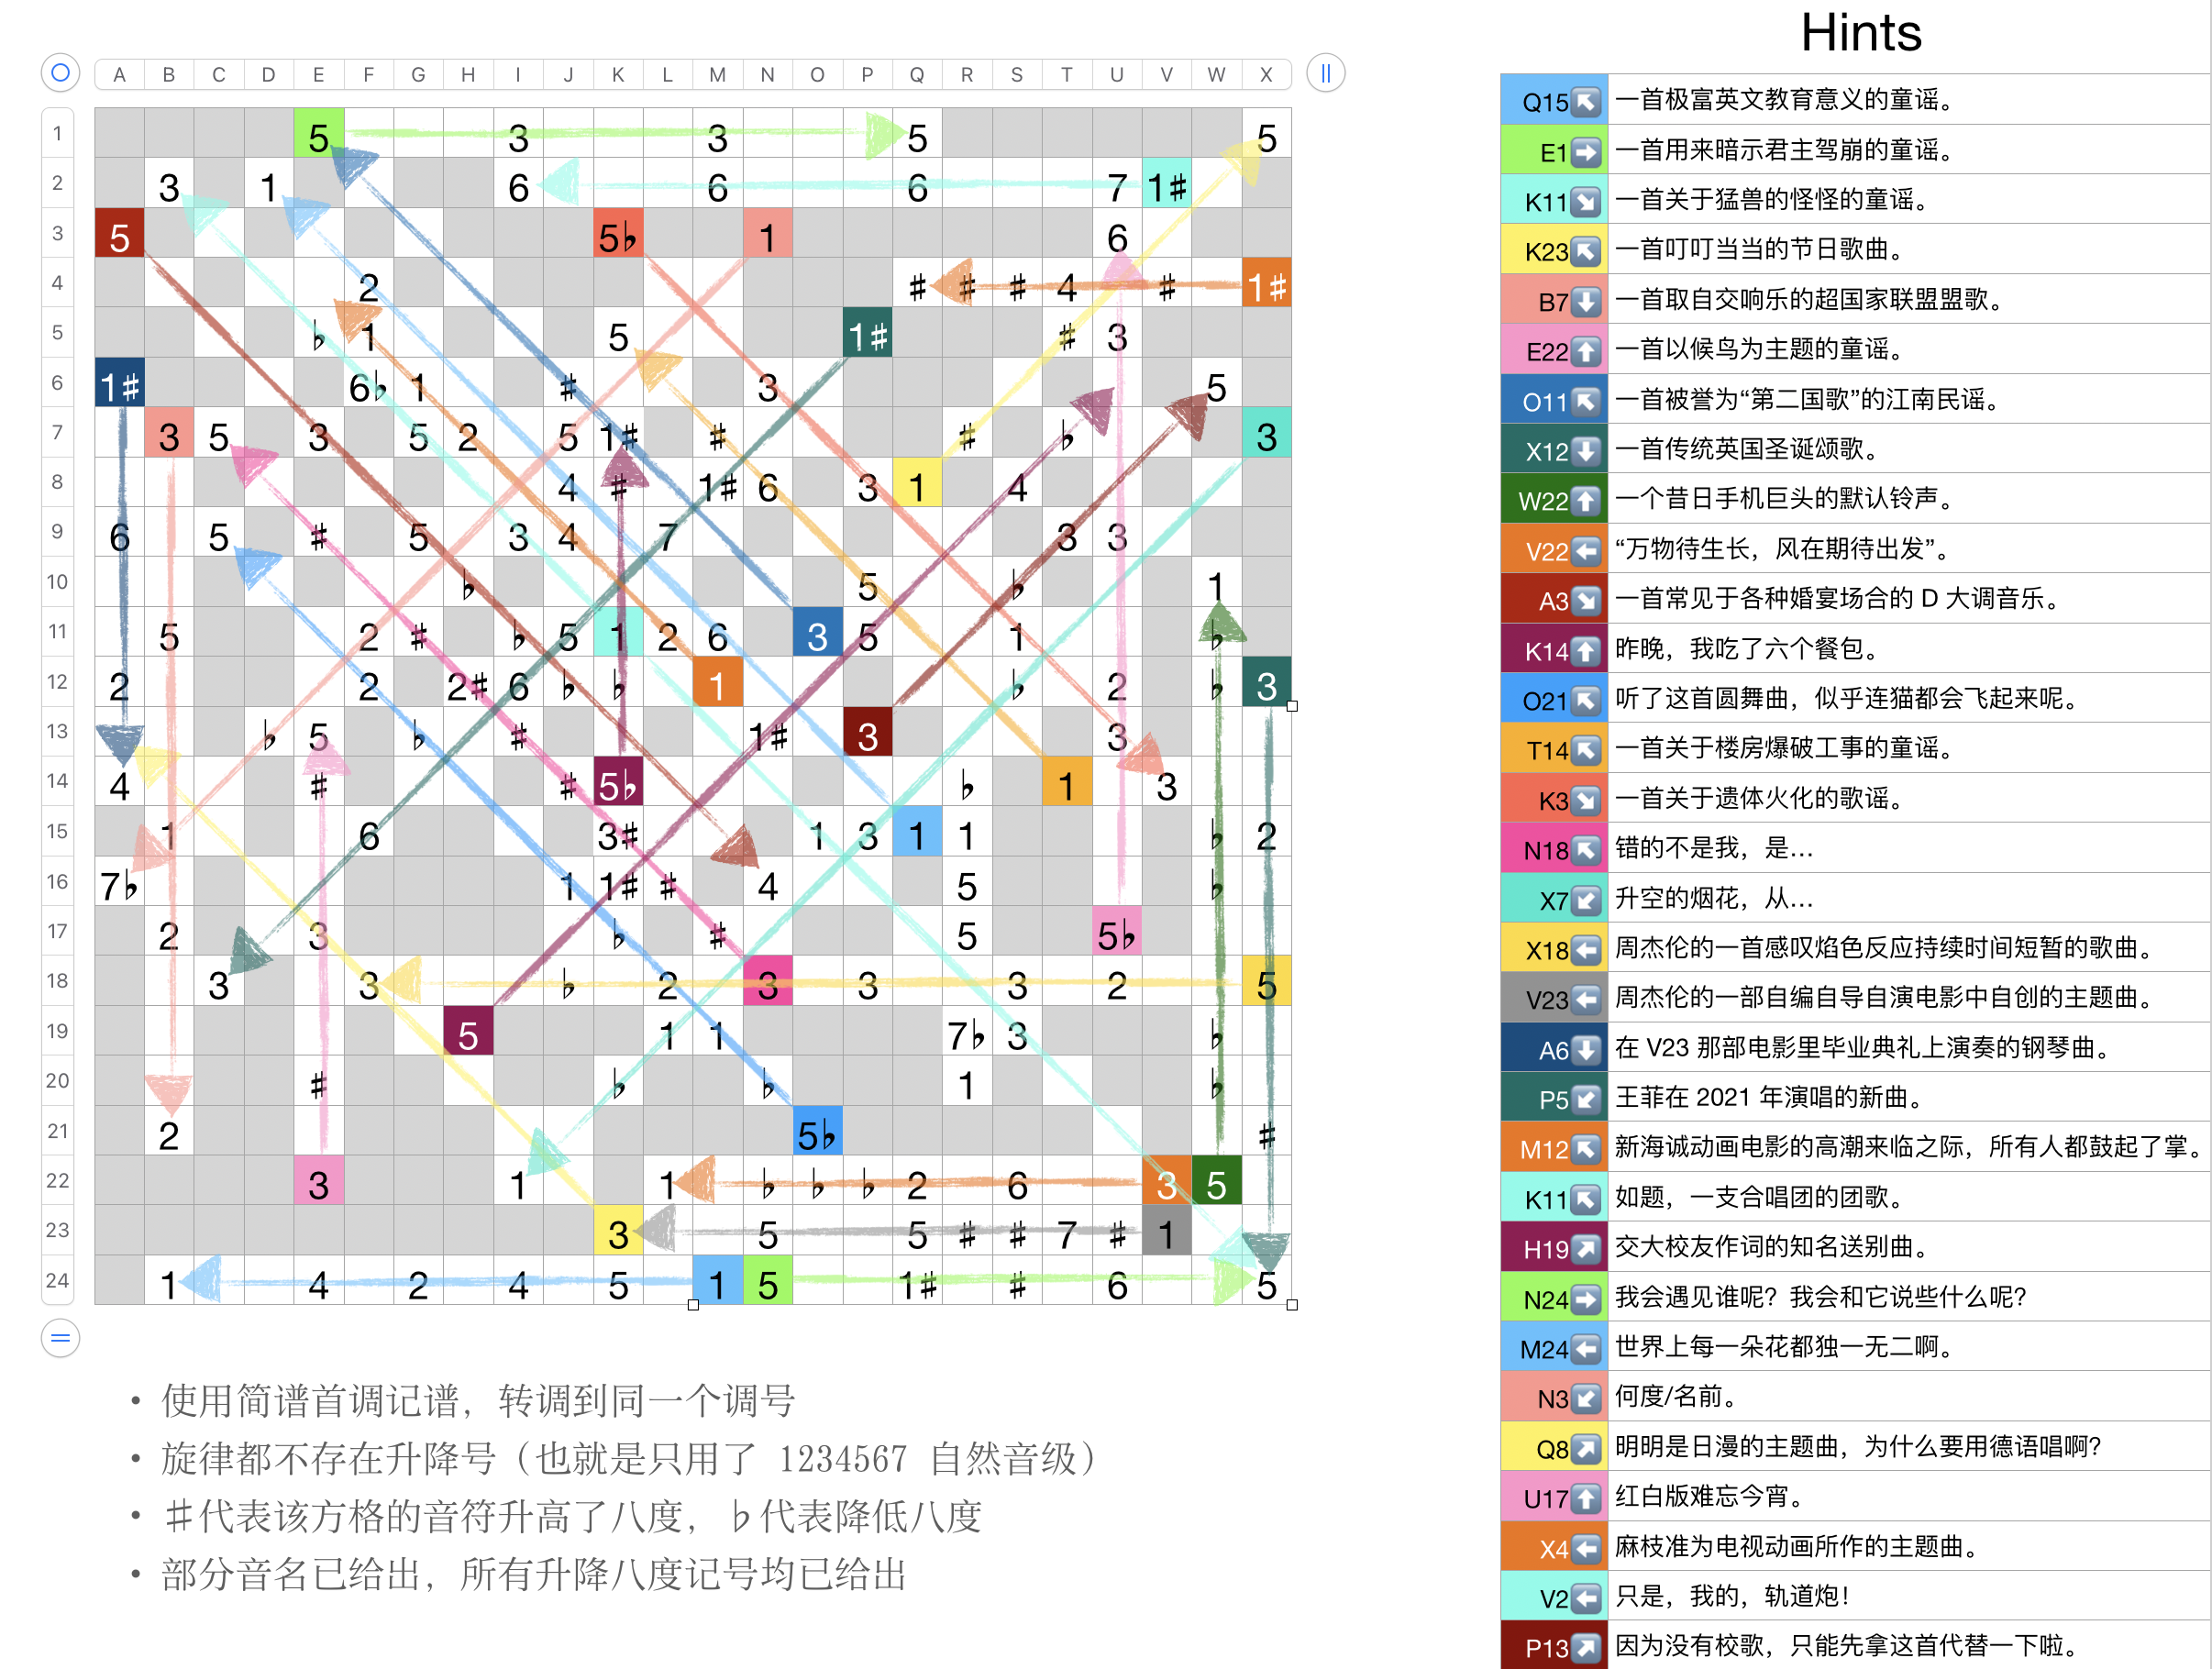 A B C D E F G H I J K L M N O P Q R S T U V W X
1 5 3 3 5 5
2 3 1 6 6 6 7 1♯
3 5 5♭ 1 6
4 2 ♯ ♯ ♯ 4 ♯ 1♯
5 ♭ 1 5 1♯ ♯ 3
6 1♯ 6♭ 1 ♯ 3 5
7 3 5 3 5 2 5 1♯ ♯ ♯ ♭ 3
8 4 ♯ 1♯ 6 3 1 4
9 6 5 ♯ 5 3 4 7 3 3
10 ♭ 5 ♭ 1
11 5 2 ♯ ♭ 5 1 2 6 3 5 1 ♭
12 2 2 2♯ 6 ♭ ♭ 1 ♭ 2 ♭ 3
13 ♭ 5 ♭ ♯ 1♯ 3 3
14 4 ♯ ♯ 5♭ ♭ 1 3
15 1 6 3♯ 1 3 1 1 ♭ 2
16 7♭ 1 1♯ ♯ 4 5 ♭
17 2 3 ♭ ♯ 5 5♭
18 3 3 ♭ 2 3 3 3 2 5
19 5 1 1 7♭ 3 ♭
20 ♯ ♭ ♭ 1 ♭
21 2 5♭ ♯
22 3 1 1 ♭ ♭ ♭ 2 6 3 5
23 3 5 5 ♯ ♯ 7 ♯ 1
24 1 4 2 4 5 1 5 1♯ ♯ 6 5
• 使用简谱首调记谱，转调到同一个调号
• 旋律都不存在升降号（也就是只用了 1234567 自然音级）
• ♯代表该方格的音符升高了八度，♭代表降低八度
• 部分音名已给出，所有升降八度记号均已给出
Hints
Q15↖ 一首极富英文教育意义的童谣。
E1➡ 一首用来暗示君主驾崩的童谣。
K11↘ 一首关于猛兽的怪怪的童谣。
K23↖ 一首叮叮当当的节日歌曲。
B7⬇ 一首取自交响乐的超国家联盟盟歌。
E22⬆ 一首以候鸟为主题的童谣。
O11↖ 一首被誉为“第二国歌”的江南民谣。
X12⬇ 一首传统英国圣诞颂歌。
W22⬆ 一个昔日手机巨头的默认铃声。
V22⬅ “万物待生长，风在期待出发”。
A3↘ 一首常见于各种婚宴场合的 D 大调音乐。
K14⬆ 昨晚，我吃了六个餐包。
O21↖ 听了这首圆舞曲，似乎连猫都会飞起来呢。
T14↖ 一首关于楼房爆破工事的童谣。
K3↘ 一首关于遗体火化的歌谣。
N18↖ 错的不是我，是…
X7↙ 升空的烟花，从…
X18⬅ 周杰伦的一首感叹焰色反应持续时间短暂的歌曲。
V23⬅ 周杰伦的一部自编自导自演电影中自创的主题曲。
A6⬇ 在 V23 那部电影里毕业典礼上演奏的钢琴曲。
P5↙ 王菲在 2021 年演唱的新曲。
M12↖ 新海诚动画电影的高潮来临之际，所有人都鼓起了掌。
K11↖ 如题，一支合唱团的团歌。
H19↗ 交大校友作词的知名送别曲。
N24➡ 我会遇见谁呢？我会和它说些什么呢？
M24⬅ 世界上每一朵花都独一无二啊。
N3↙ 何度/名前。
Q8↗ 明明是日漫的主题曲，为什么要用德语唱啊？
U17⬆ 红白版难忘今宵。
X4⬅ 麻枝准为电视动画所作的主题曲。
V2⬅ 只是，我的，轨道炮！
P13↗ 因为没有校歌，只能先拿这首代替一下啦。